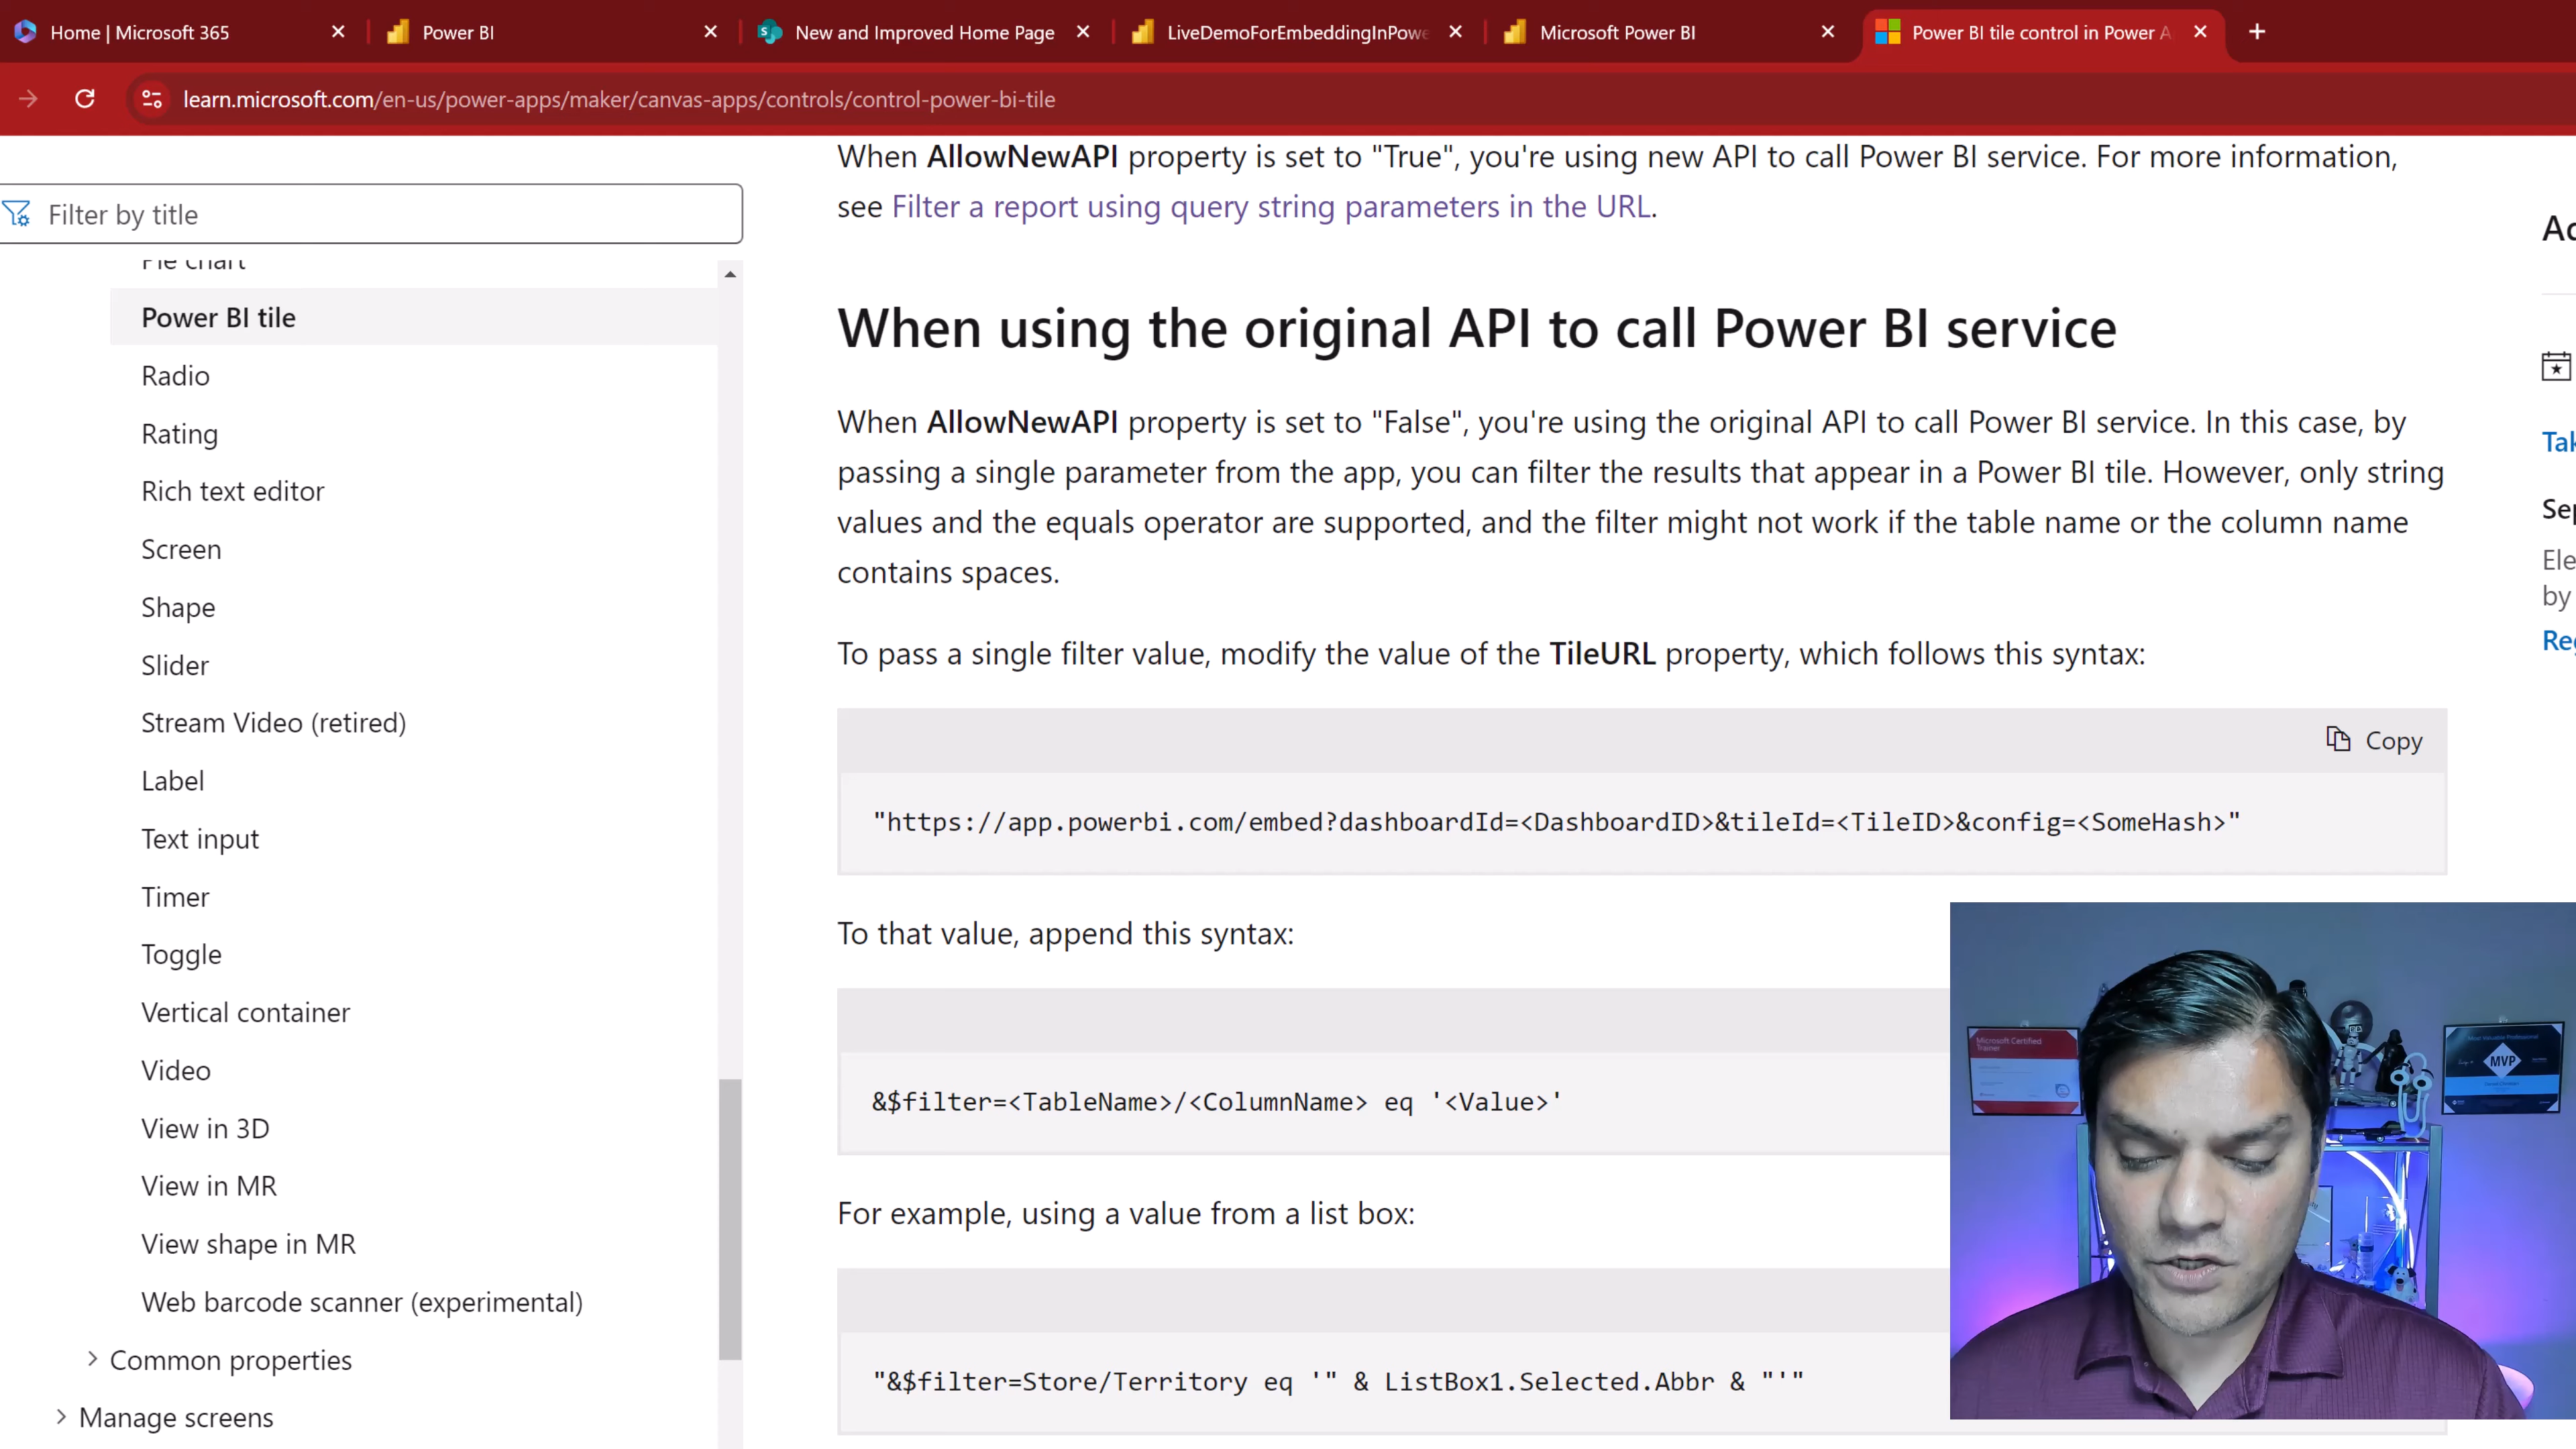 Home | Microsoft 365
Power BI
New and Improved Home Page
LiveDemoForEmbeddingInPowe
Microsoft Power BI
Power BI tile control in Power A
learn.microsoft.com/en-us/power-apps/maker/canvas-apps/controls/control-power-bi-tile
Filter by title
Pie chart
Power BI tile
Radio
Rating
Rich text editor
Screen
Shape
Slider
Stream Video (retired)
Label
Text input
Timer
Toggle
Vertical container
Video
View in 3D
View in MR
View shape in MR
Web barcode scanner (experimental)
Common properties
Manage screens
When AllowNewAPI property is set to "True", you're using new API to call Power BI service. For more information,
see Filter a report using query string parameters in the URL.
When using the original API to call Power BI service
When AllowNewAPI property is set to "False", you're using the original API to call Power BI service. In this case, by
passing a single parameter from the app, you can filter the results that appear in a Power BI tile. However, only string
values and the equals operator are supported, and the filter might not work if the table name or the column name
contains spaces.
To pass a single filter value, modify the value of the TileURL property, which follows this syntax:
Copy
"https://app.powerbi.com/embed?dashboardId=<DashboardID>&tileId=<TileID>&config=<SomeHash>"
To that value, append this syntax:
&$filter=<TableName>/<ColumnName> eq '<Value>'
For example, using a value from a list box:
"&$filter=Store/Territory eq '" & ListBox1.Selected.Abbr & "'"
Ad
Tak
Sep
Ele
by
Reg
Microsoft Certified
Trainer
MVP